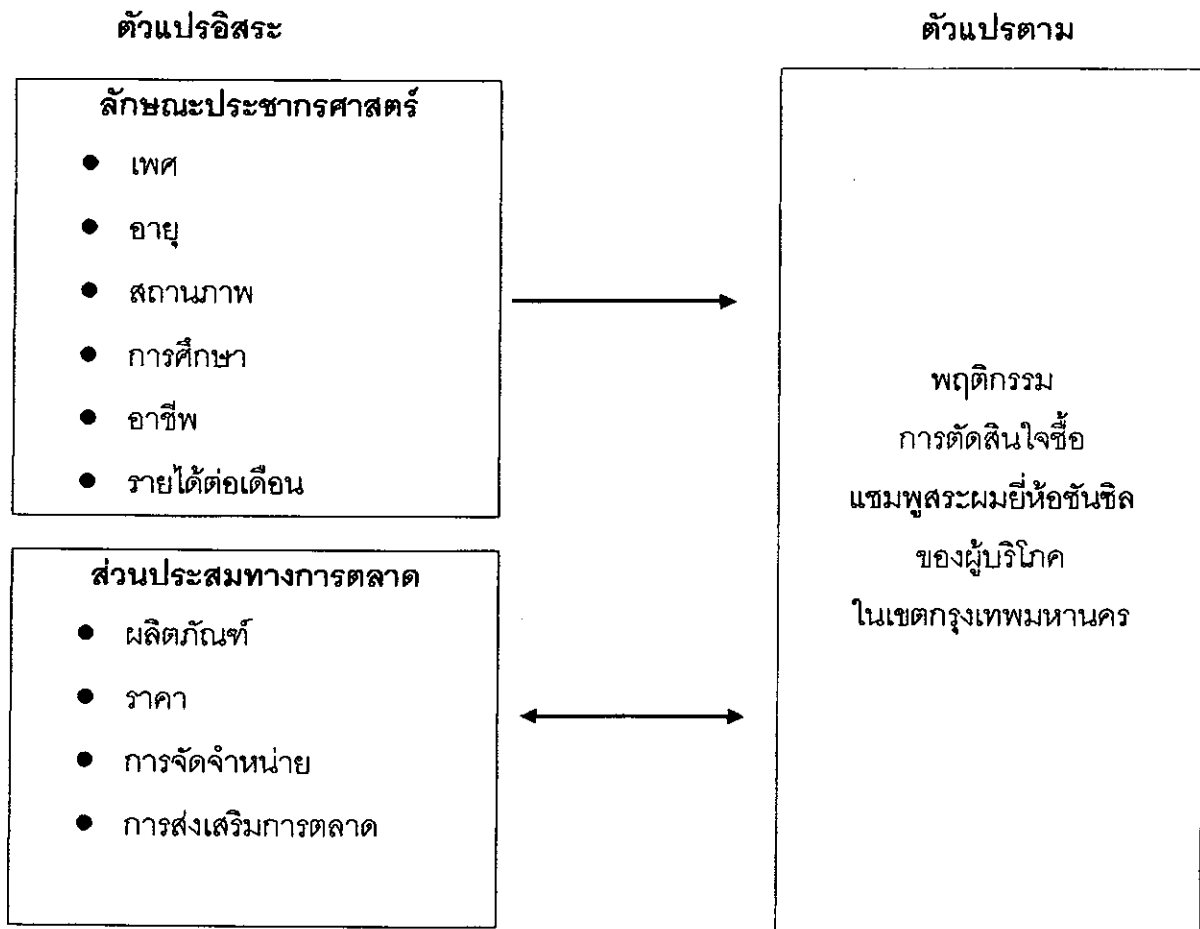 ตัวแปรอิสระ
ลักษณะประชากรศาสตร์
● เพศ
● อายุ
● สถานภาพ
● การศึกษา
● อาชีพ
● รายได้ต่อเดือน
ส่วนประสมทางการตลาด
● ผลิตภัณฑ์
● ราคา
● การจัดจำหน่าย
● การส่งเสริมการตลาด
ตัวแปรตาม
พฤติกรรม
การตัดสินใจซื้อ
แชมพูสระผมยี่ห้อซันซิล
ของผู้บริโภค
ในเขตกรุงเทพมหานคร